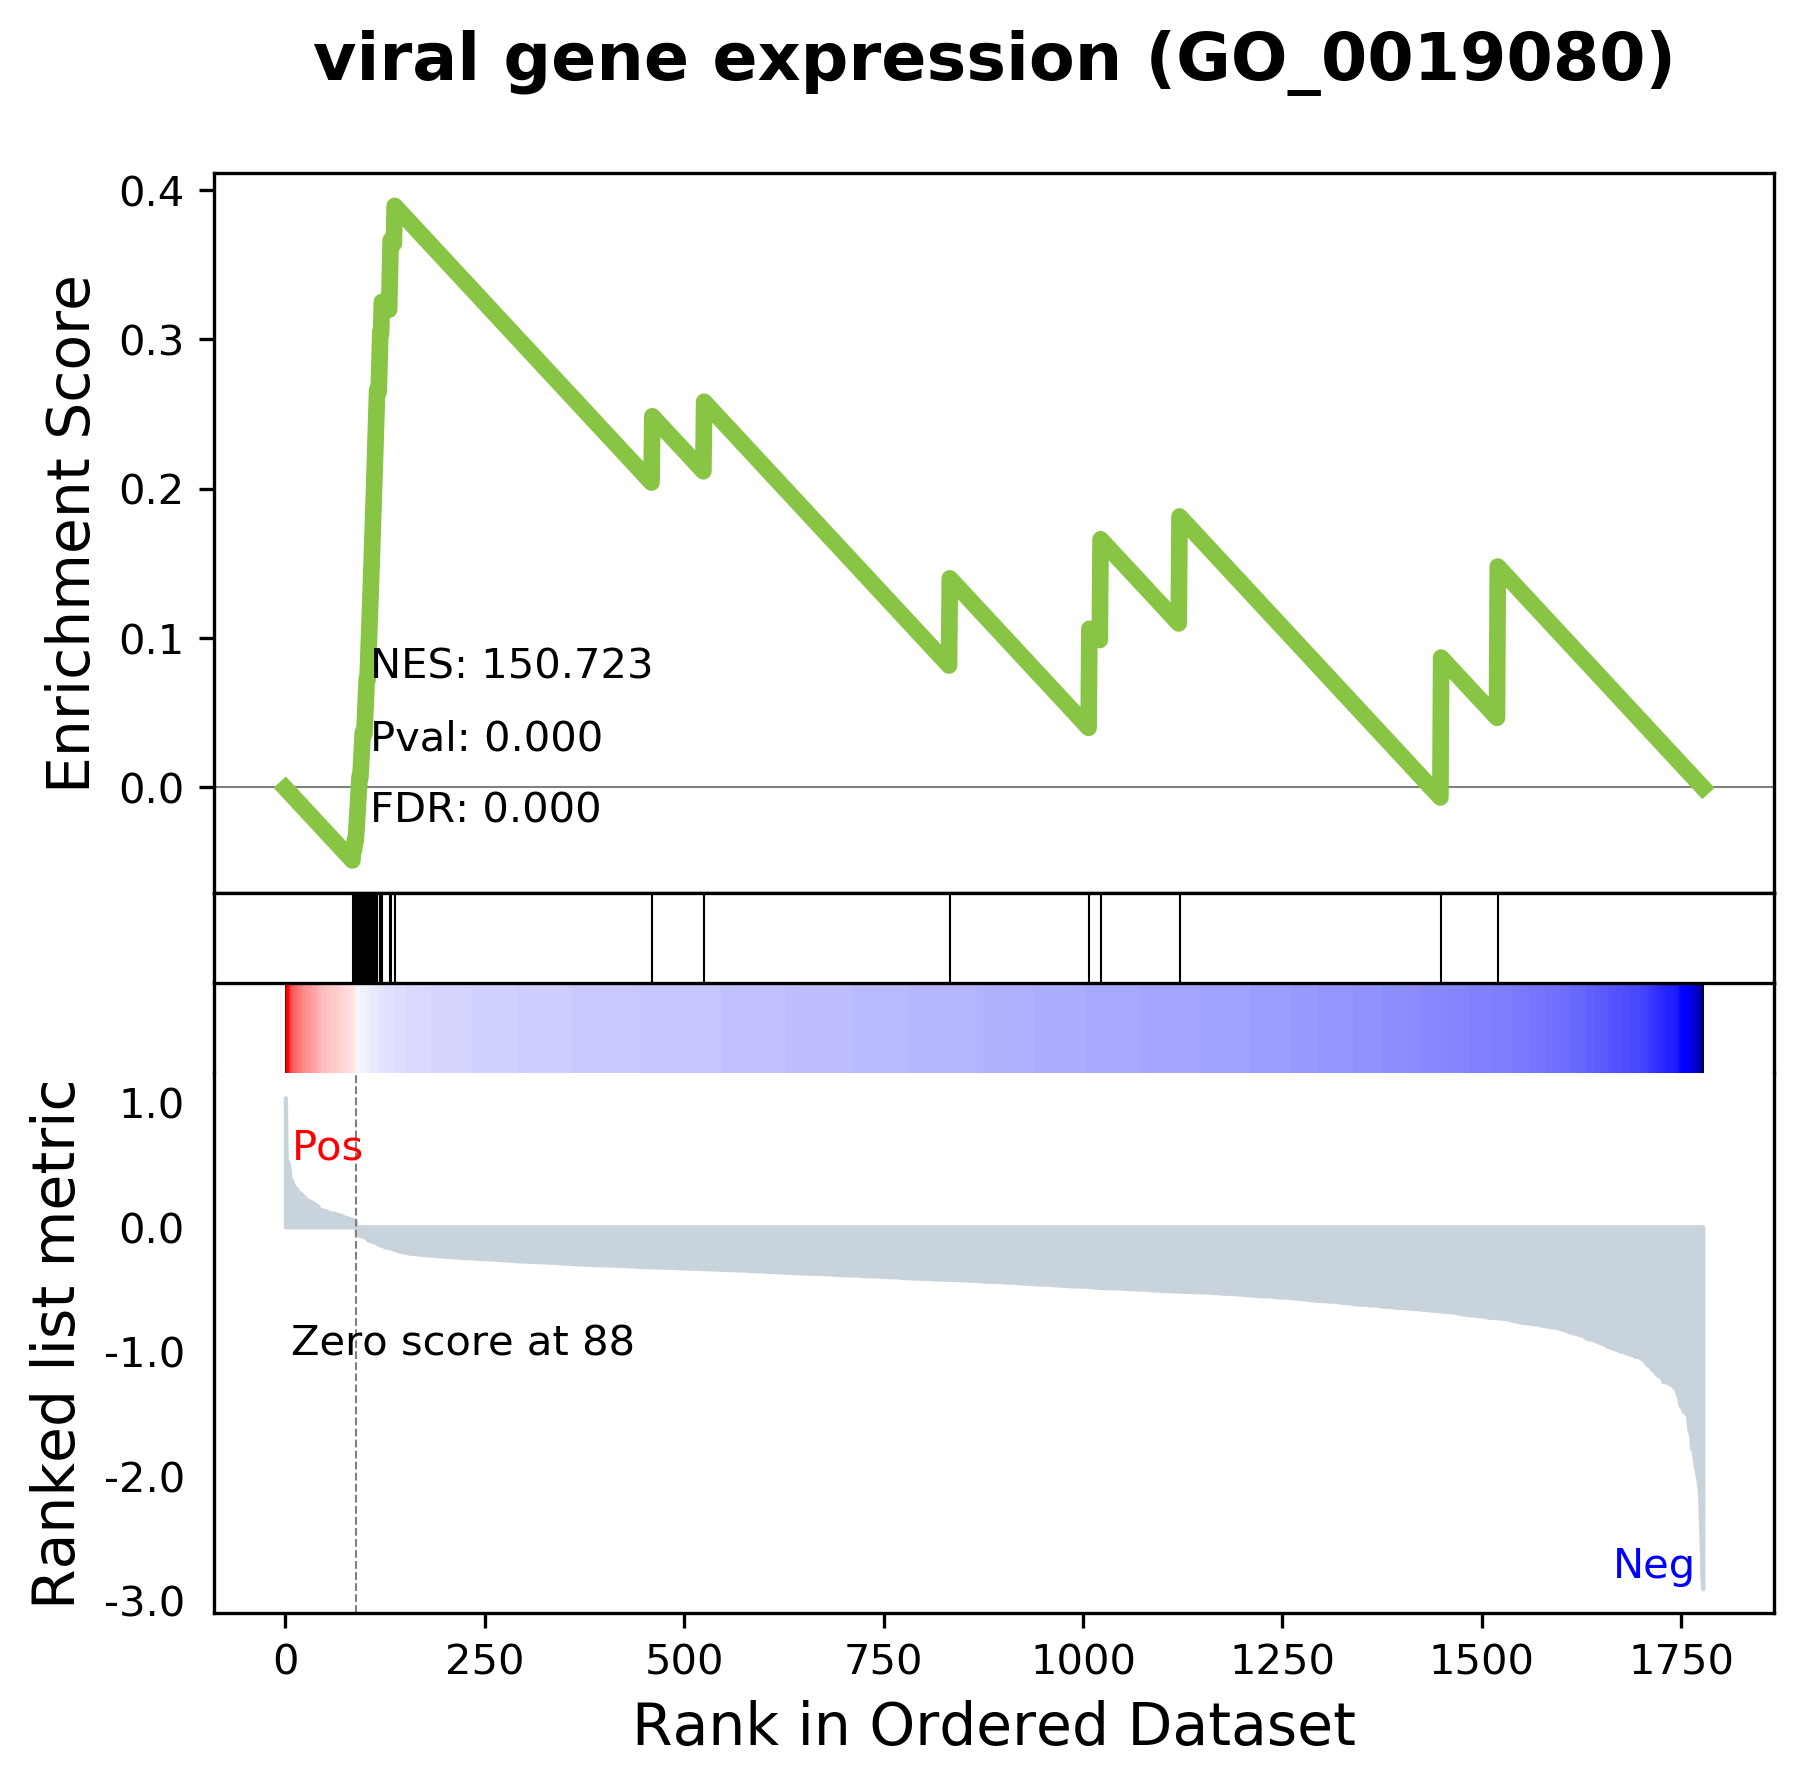 viral gene expression (GO_0019080)
Enrichment Score
0.4
0.3
0.2
0.1
0.0
NES: 150.723
Pval: 0.000
FDR: 0.000
Ranked list metric
1.0
0.0
-1.0
-2.0
-3.0
Pos
Zero score at 88
Neg
0 250 500 750 1000 1250 1500 1750
Rank in Ordered Dataset